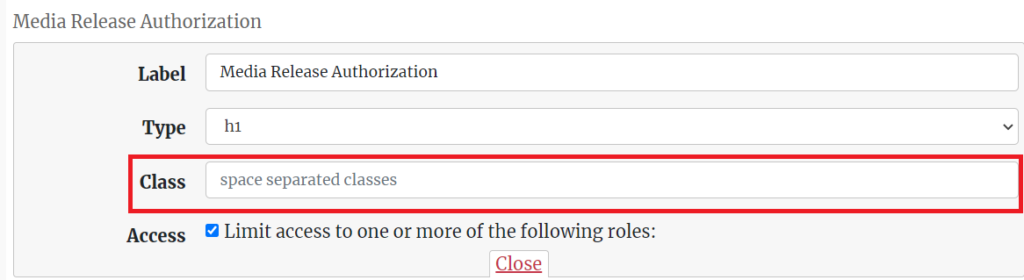 Media Release Authorization
Label Media Release Authorization
Type h1
Class space separated classes
Access Limit access to one or more of the following roles:
Close